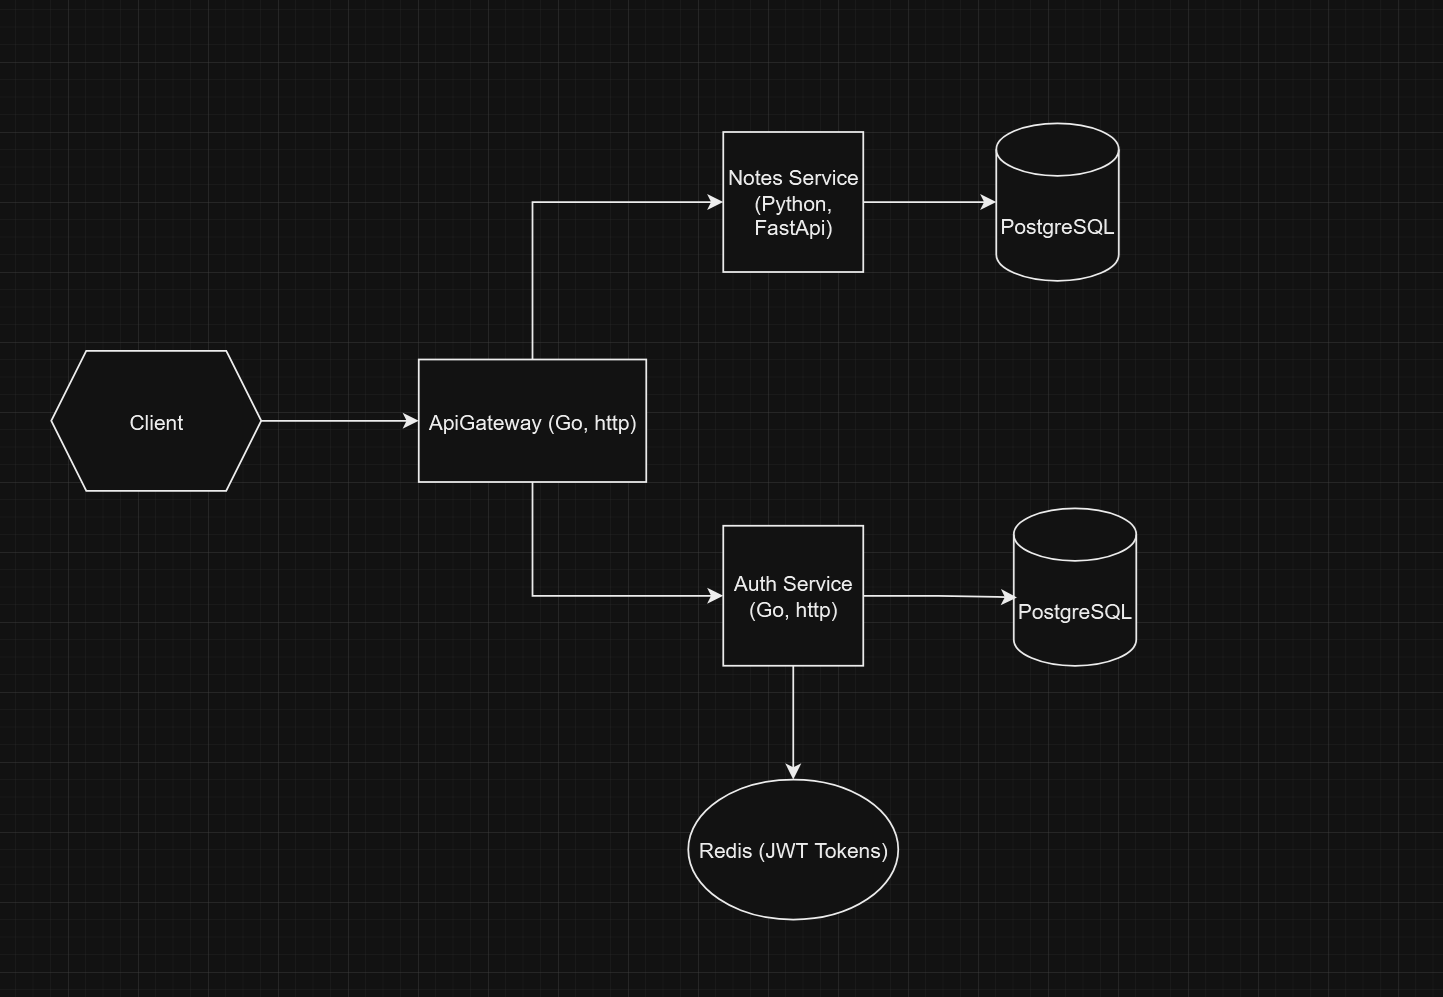 Notes Service
(Python,
FastApi)
PostgreSQL
Client
ApiGateway (Go, http)
Auth Service
(Go, http)
PostgreSQL
Redis (JWT Tokens)